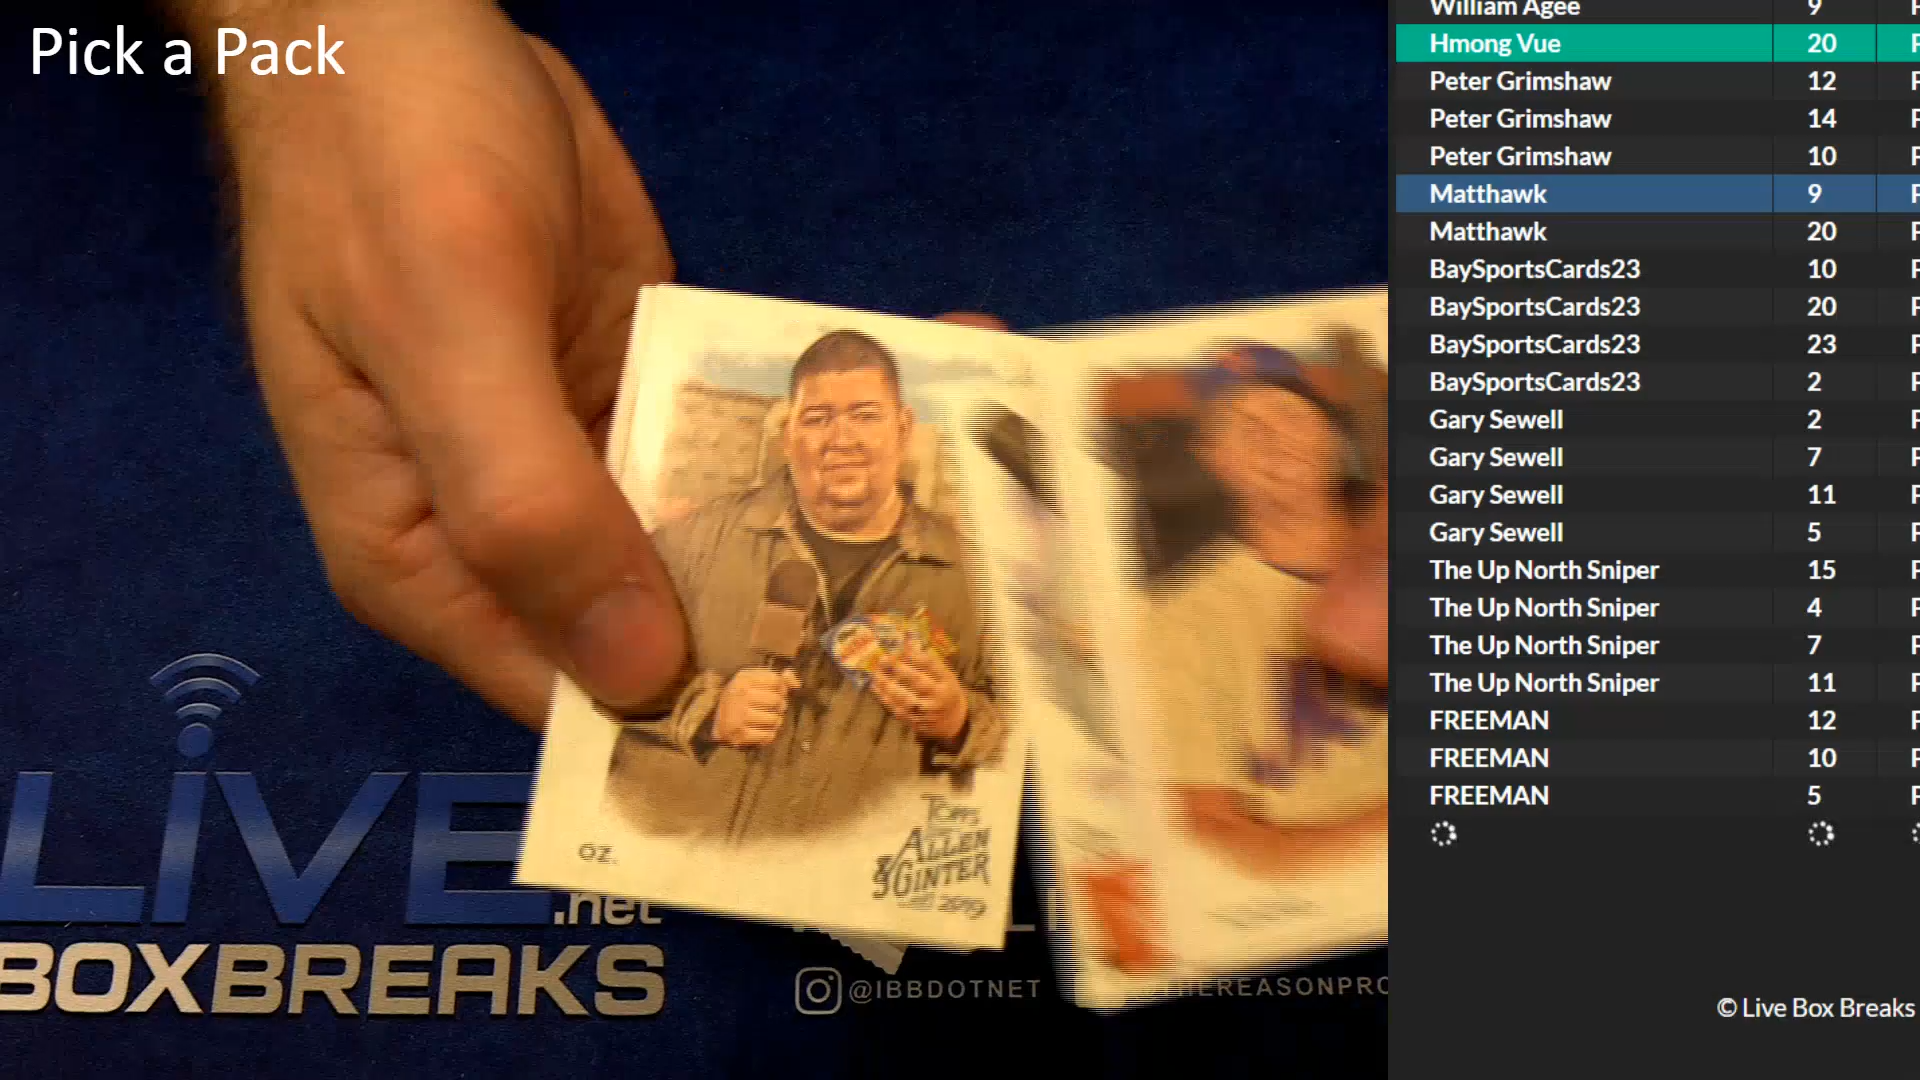 Pick a Pack
William Agee 9
Hmong Vue 20
Peter Grimshaw 12
Peter Grimshaw 14
Peter Grimshaw 10
Matthawk 9
Matthawk 20
BaySportsCards23 10
BaySportsCards23 20
BaySportsCards23 23
BaySportsCards23 2
Gary Sewell 2
Gary Sewell 7
Gary Sewell 11
Gary Sewell 5
The Up North Sniper 15
The Up North Sniper 4
The Up North Sniper 7
The Up North Sniper 11
FREEMAN 12
FREEMAN 10
FREEMAN 5
© Live Box Breaks
OZ.
TOPPS
ALLEN
& GINTER
2019
LIVE
.net
BOXBREAKS
@IBBDOTNET